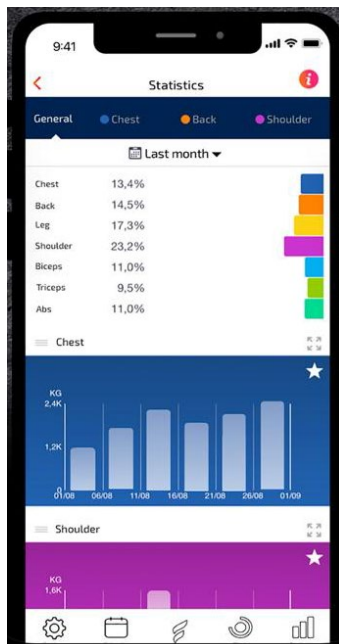 9:41
Statistics
i
General Chest Back Shoulder
Last month
Chest 13,4%
Back 14,5%
Leg 17,3%
Shoulder 23,2%
Biceps 11,0%
Triceps 9,5%
Abs 11,0%
Chest
KG
2,4K
1,2K
0
01/08 06/08 11/08 16/08 21/08 26/08 01/09
Shoulder
KG
1,6K